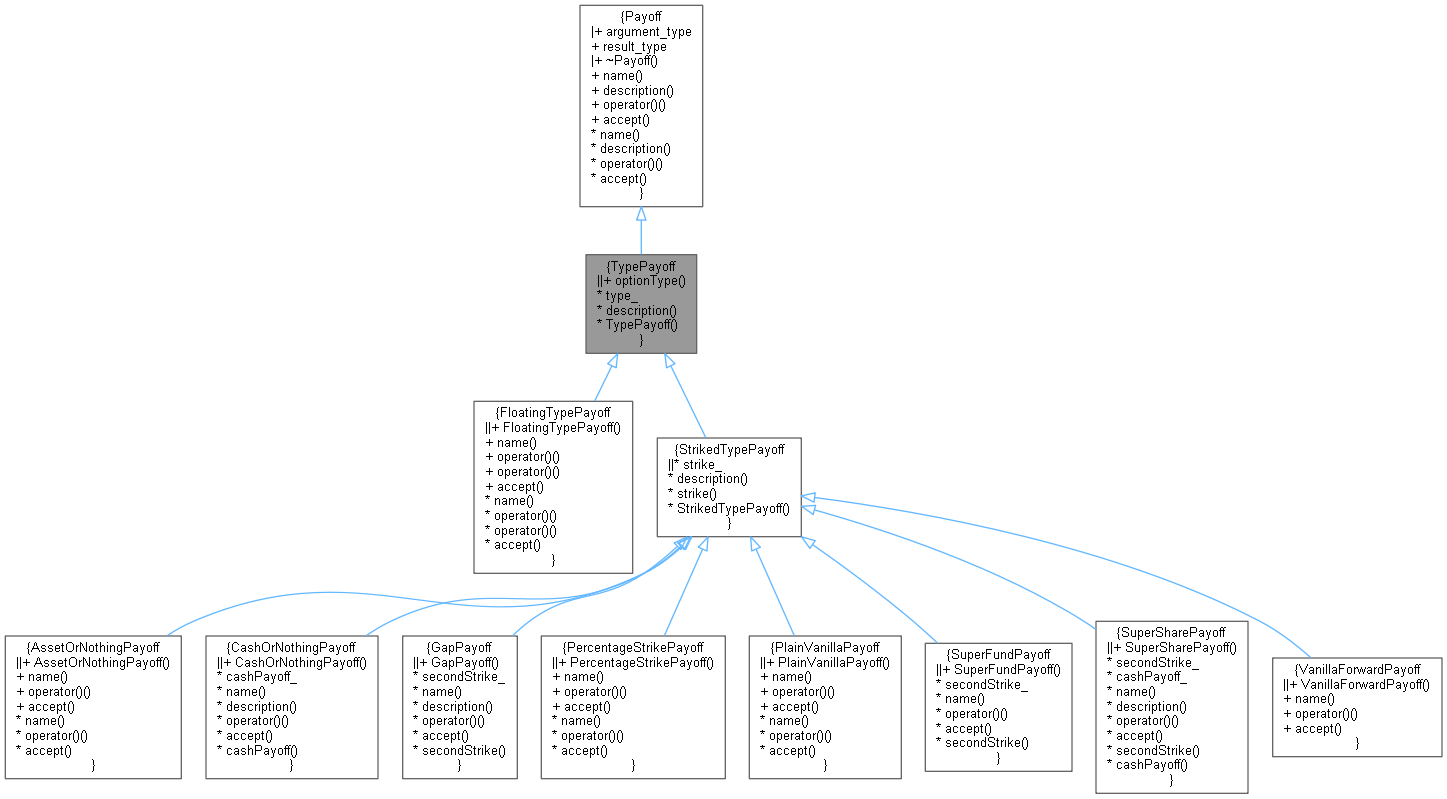 {Payoff
|+ argument_type
+ result_type
|+ ~Payoff()
+ name()
+ description()
+ operator()()
+ accept()
* name()
* description()
* operator()()
* accept()
}
{TypePayoff
||+ optionType()
* type_
* description()
* TypePayoff()
}
{FloatingTypePayoff
||+ FloatingTypePayoff()
+ name()
+ operator()()
+ operator()()
+ accept()
* name()
* operator()()
* operator()()
* accept()
}
{StrikedTypePayoff
||* strike_
* description()
* strike()
* StrikedTypePayoff()
}
{AssetOrNothingPayoff
||+ AssetOrNothingPayoff()
+ name()
+ operator()()
+ accept()
* name()
* operator()()
* accept()
}
{CashOrNothingPayoff
||+ CashOrNothingPayoff()
* cashPayoff_
* name()
* description()
* operator()()
* accept()
* cashPayoff()
}
{GapPayoff
||+ GapPayoff()
* secondStrike_
* name()
* description()
* operator()()
* accept()
* secondStrike()
}
{PercentageStrikePayoff
||+ PercentageStrikePayoff()
+ name()
+ operator()()
+ accept()
* name()
* operator()()
* accept()
}
{PlainVanillaPayoff
||+ PlainVanillaPayoff()
+ name()
+ operator()()
+ accept()
* name()
* operator()()
* accept()
}
{SuperFundPayoff
||+ SuperFundPayoff()
* secondStrike_
* name()
* operator()()
* accept()
* secondStrike()
}
{SuperSharePayoff
||+ SuperSharePayoff()
* secondStrike_
* cashPayoff_
* name()
* description()
* operator()()
* accept()
* secondStrike()
* cashPayoff()
}
{VanillaForwardPayoff
||+ VanillaForwardPayoff()
+ name()
+ operator()()
+ accept()
}